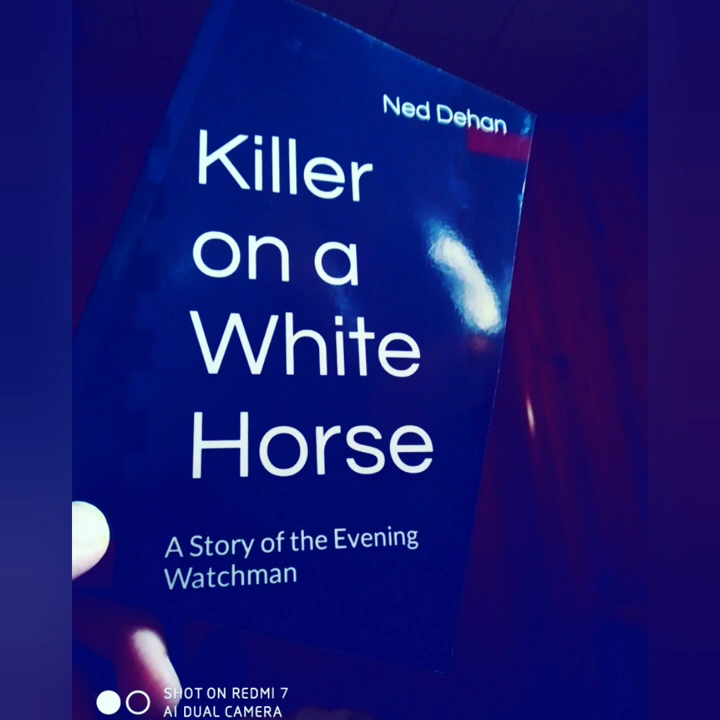 Ned Dehan
Killer
on a
White
Horse
A Story of the Evening
Watchman
SHOT ON REDMI 7
AI DUAL CAMERA